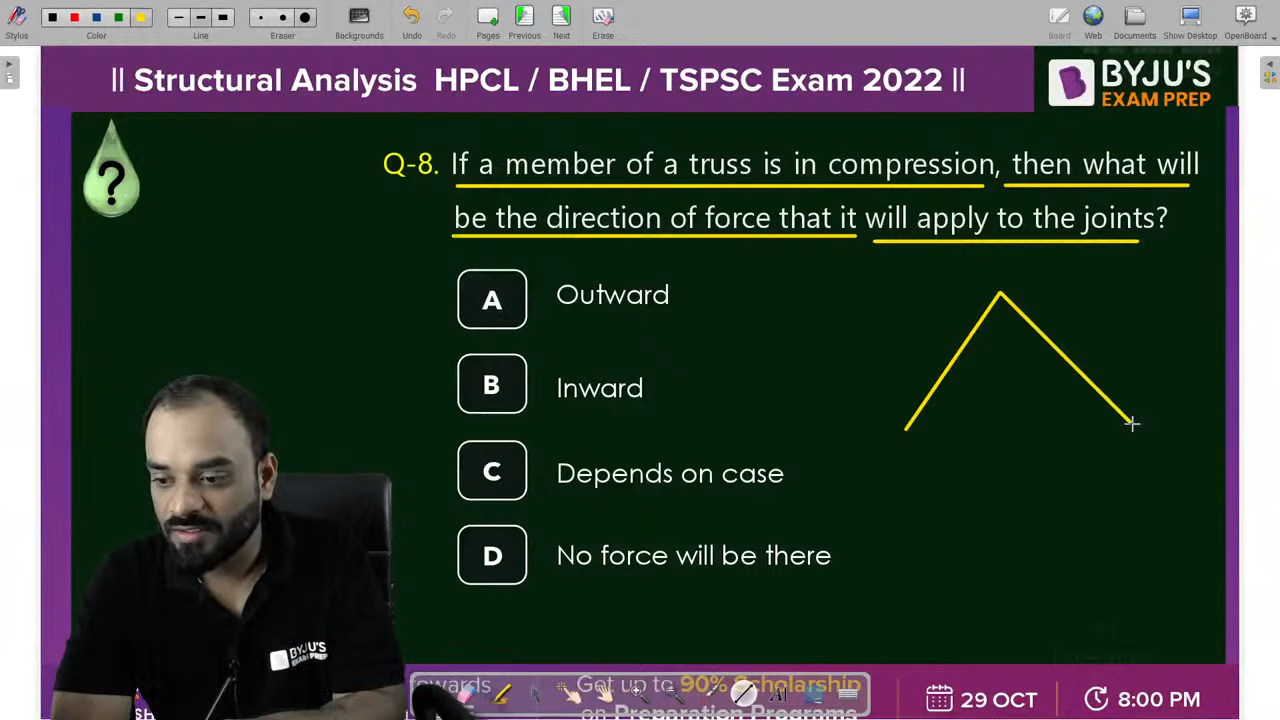 Stylus
Color
Line
Eraser
Backgrounds
Undo
Redo
Pages
Previous
Next
Erase
Board
Web
Documents
Show Desktop
OpenBoard
|| Structural Analysis HPCL / BHEL / TSPSC Exam 2022 ||
BYJU'S
EXAM PREP
?
Q-8. If a member of a truss is in compression, then what will
be the direction of force that it will apply to the joints?
A Outward
B Inward
C Depends on case
D No force will be there
BYJU'S
EXAM PREP
towards
Get up to 90% Scholarship
on Preparation Programs
29 OCT
8:00 PM